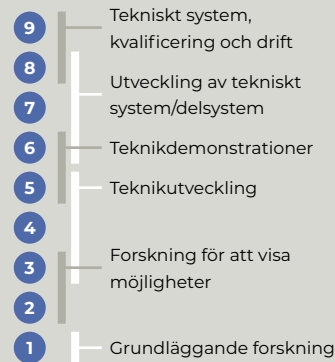 9
Tekniskt system,
kvalificering och drift
8
Utveckling av tekniskt
7
system/delsystem
6
Teknikdemonstrationer
5
Teknikutveckling
4
3
Forskning för att visa
möjligheter
2
1
Grundläggande forskning